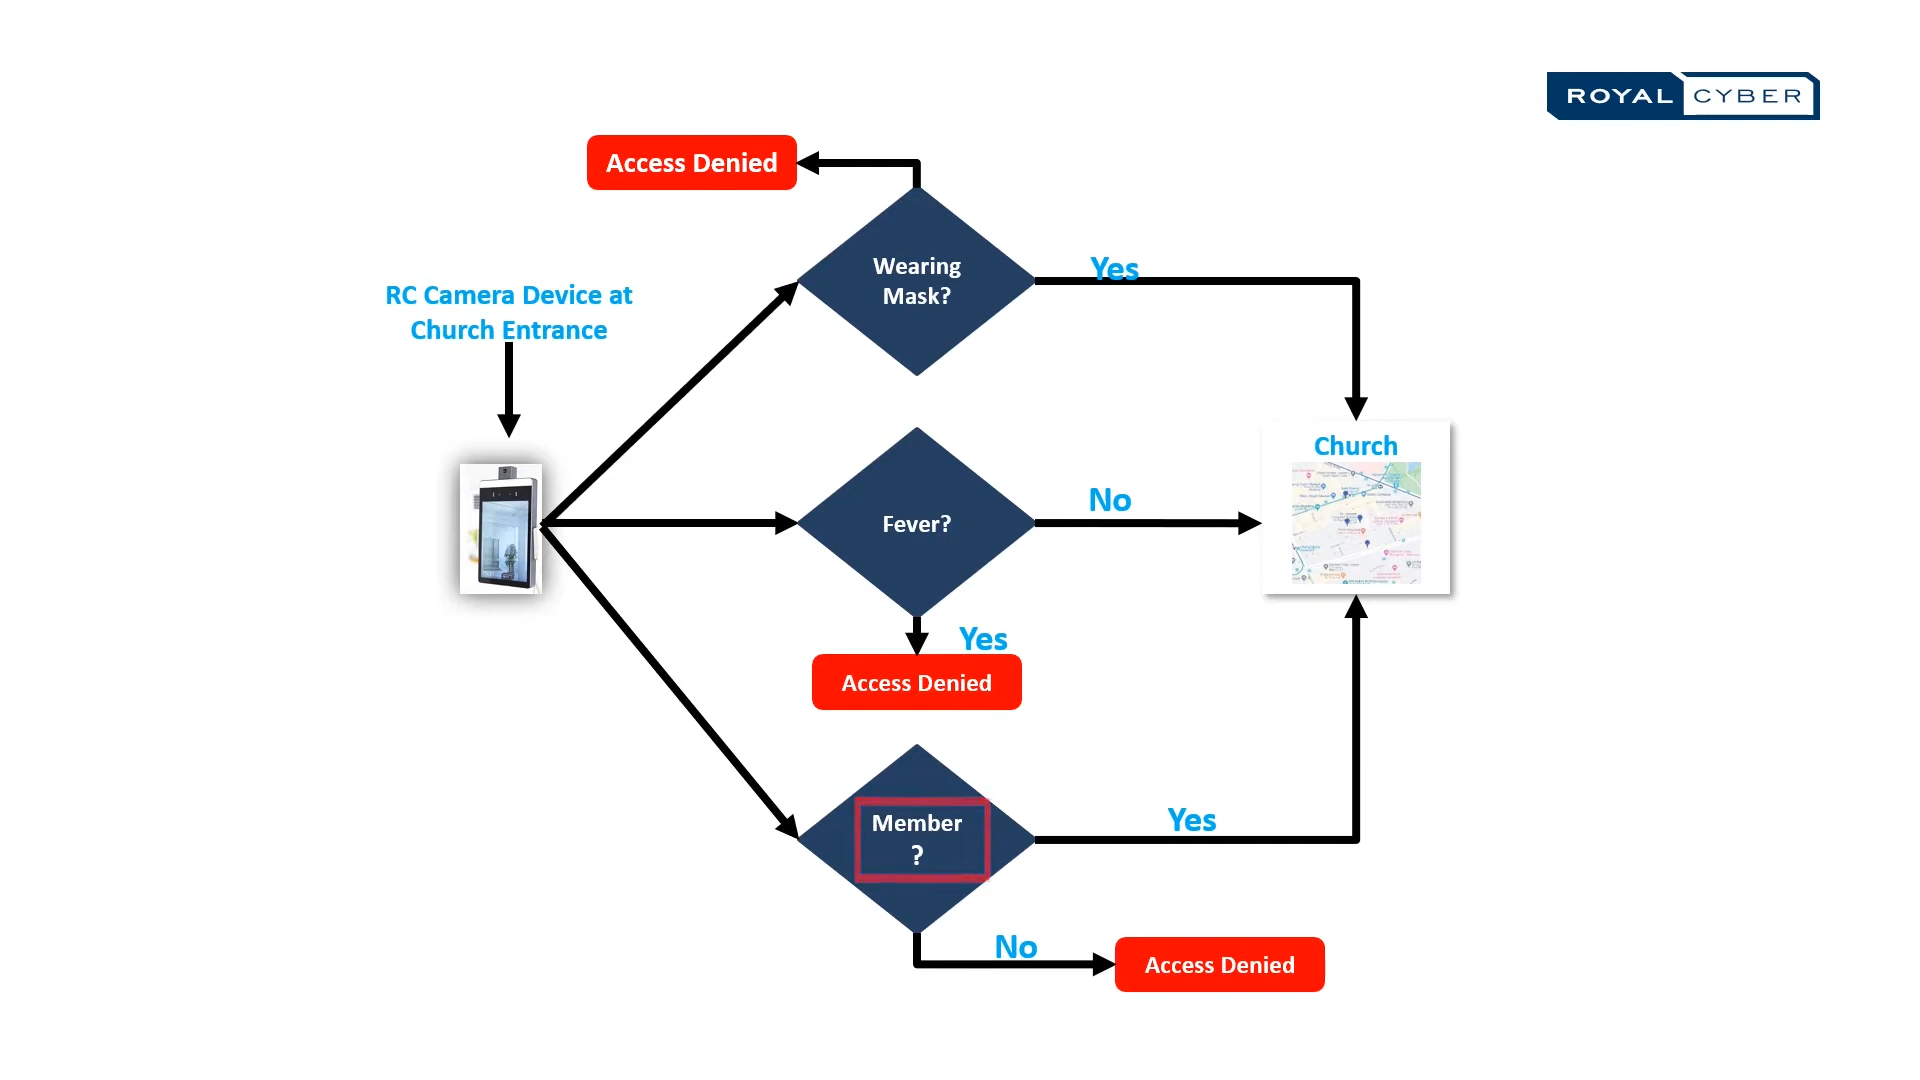 ROYAL CYBER
Access Denied
Wearing
Mask?
Yes
RC Camera Device at
Church Entrance
Church
Fever?
No
Yes
Access Denied
Member
?
Yes
No
Access Denied